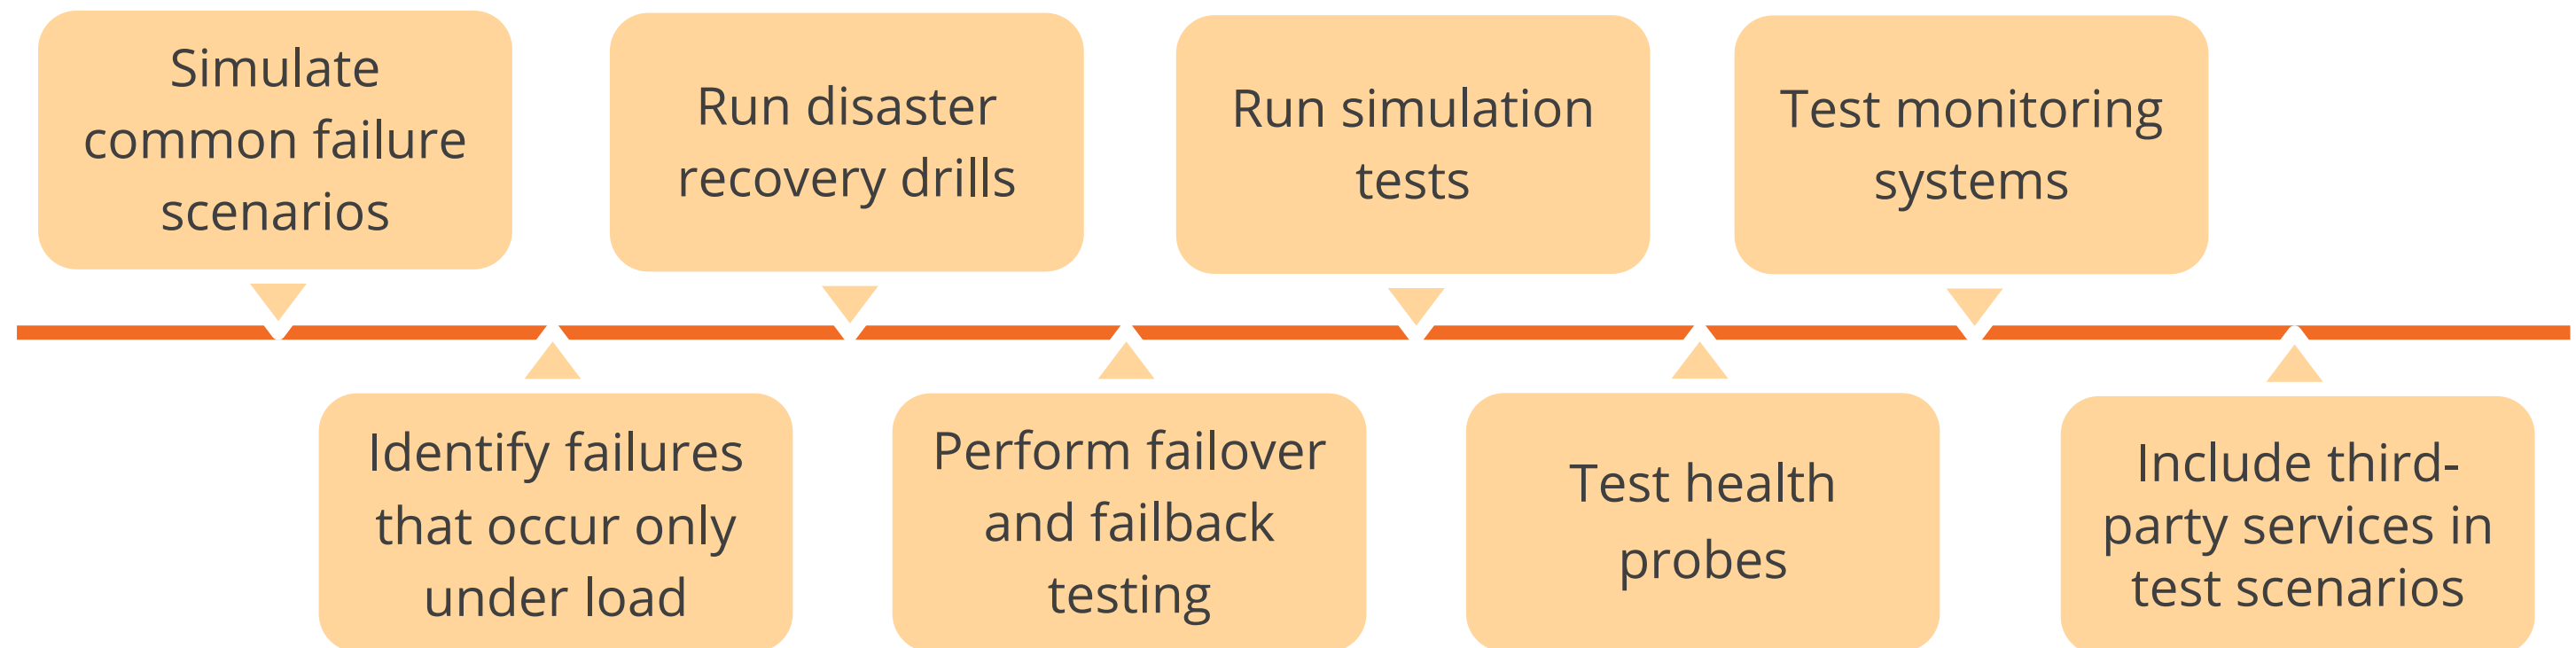 Simulate
common failure
scenarios
Identify failures
that occur only
under load
Run disaster
recovery drills
Perform failover
and failback
testing
Run simulation
tests
Test health
probes
Test monitoring
systems
Include third-
party services in
test scenarios